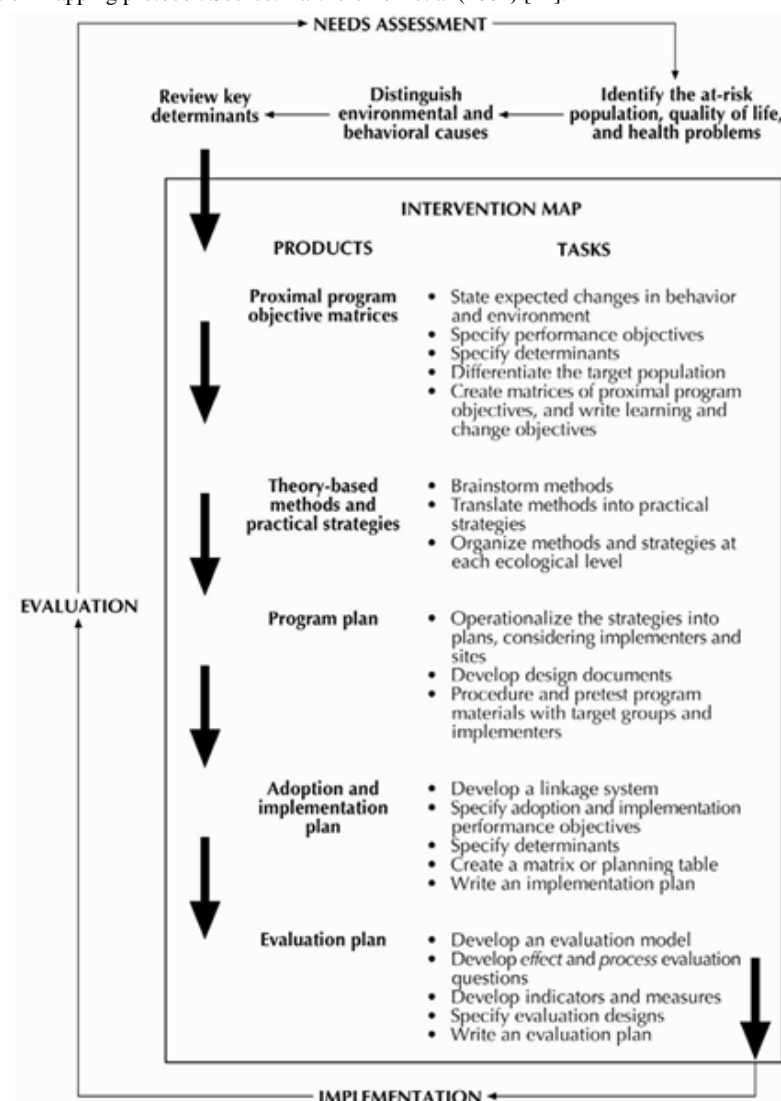 NEEDS ASSESSMENT
Review key
determinants
Distinguish
environmental and
behavioral causes
Identify the at-risk
population, quality of life,
and health problems
INTERVENTION MAP
PRODUCTS
TASKS
Proximal program
objective matrices
• State expected changes in behavior
and environment
• Specify performance objectives
• Specify determinants
• Differentiate the target population
• Create matrices of proximal program
objectives, and write learning and
change objectives
Theory-based
methods and
practical strategies
• Brainstorm methods
• Translate methods into practical
strategies
• Organize methods and strategies at
each ecological level
EVALUATION
Program plan
• Operationalize the strategies into
plans, considering implementers and
sites
• Develop design documents
• Procedure and pretest program
materials with target groups and
implementers
Adoption and
implementation
plan
• Develop a linkage system
• Specify adoption and implementation
performance objectives
• Specify determinants
• Create a matrix or planning table
• Write an implementation plan
Evaluation plan
• Develop an evaluation model
• Develop effect and process evaluation
questions
• Develop indicators and measures
• Specify evaluation designs
• Write an evaluation plan
IMPLEMENTATION